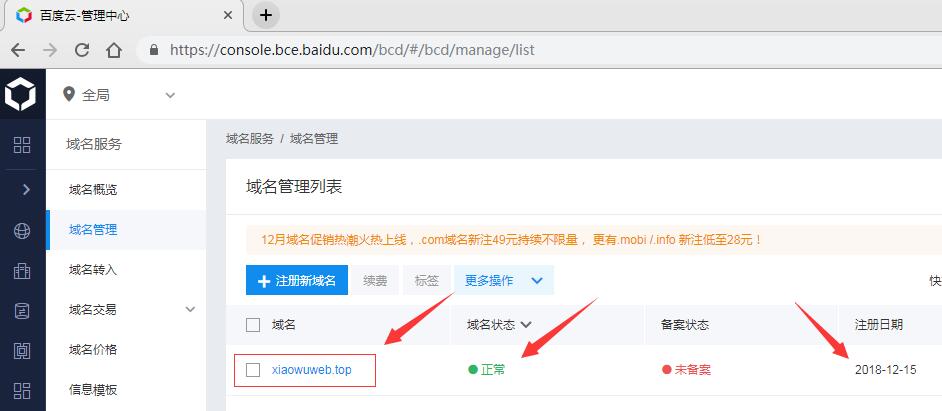 百度云-管理中心
https://console.bce.baidu.com/bcd/#/bcd/manage/list
全局
域名服务
域名概览
域名管理
域名转入
域名交易
域名价格
信息模板
域名服务 / 域名管理
域名管理列表
12月域名促销热潮火热上线，.com域名新注49元持续不限量， 更有.mobi /.info 新注低至28元！
注册新域名 续费 标签 更多操作 快
域名 域名状态 备案状态 注册日期
xiaowuweb.top 正常 未备案 2018-12-15